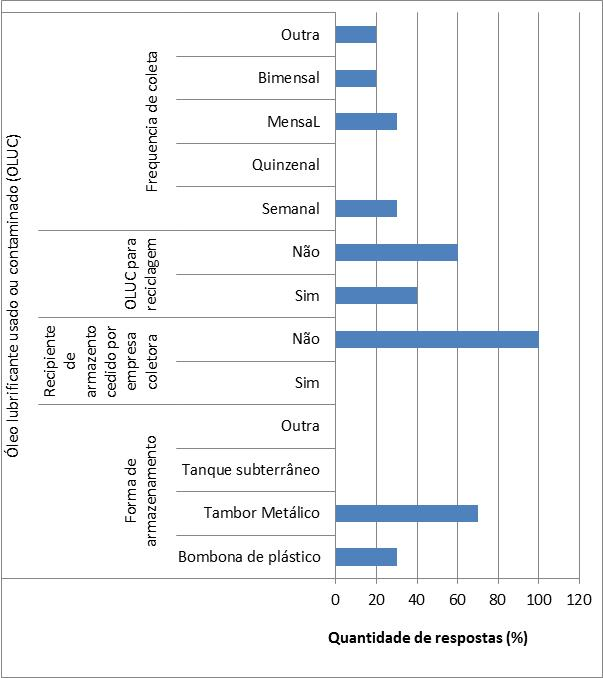 Óleo lubrificante usado ou contaminado (OLUC)
Frequencia de coleta
Outra
Bimensal
MensaL
Quinzenal
Semanal
OLUC para
reciclagem
Não
Sim
Recipiente
de
armazento
cedido por
empresa
coletora
Não
Sim
Forma de
armazenamento
Outra
Tanque subterrâneo
Tambor Metálico
Bombona de plástico
0 20 40 60 80 100 120
Quantidade de respostas (%)